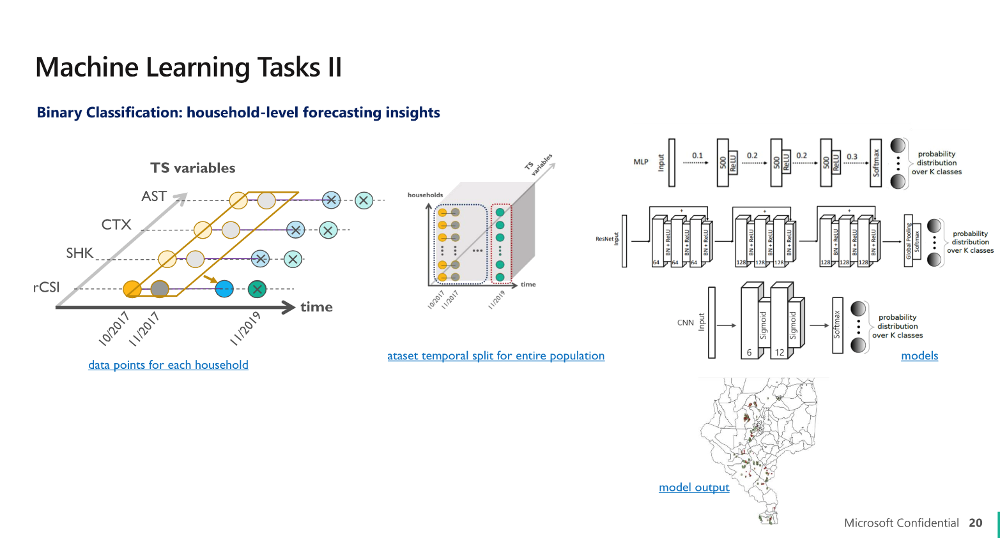 Machine Learning Tasks II
Binary Classification: household-level forecasting insights
TS variables
AST
CTX
SHK
rCSI
time
10/2017
11/2017
11/2019
data points for each household
TS
variables
households
time
10/2017
11/2017
11/2019
ataset temporal split for entire population
MLP
Input
0.1
500
ReLU
0.2
500
ReLU
0.2
500
ReLU
0.3
Softmax
probability
distribution
over K classes
ResNet
Input
+
64
BN + ReLU
64
BN + ReLU
64
BN + ReLU
+
128
BN + ReLU
128
BN + ReLU
128
BN + ReLU
+
128
BN + ReLU
128
BN + ReLU
128
BN + ReLU
Global Pooling
Softmax
probability
distribution
over K classes
CNN
Input
6
Sigmoid
12
Sigmoid
Softmax
probability
distribution
over K classes
models
model output
Microsoft Confidential 20